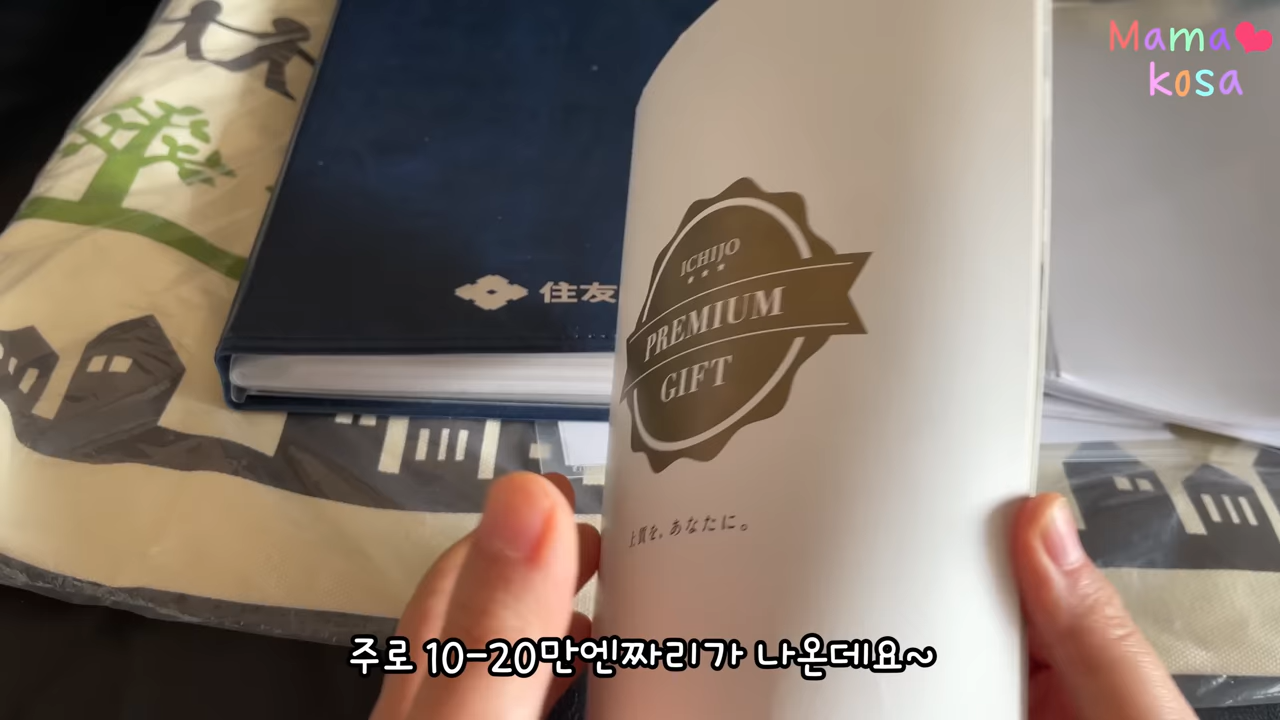 Mama
kosa
住友
ICHIJO
PREMIUM
GIFT
上質を、あなたに。
주로 10-20만엔짜리가 나온데요~